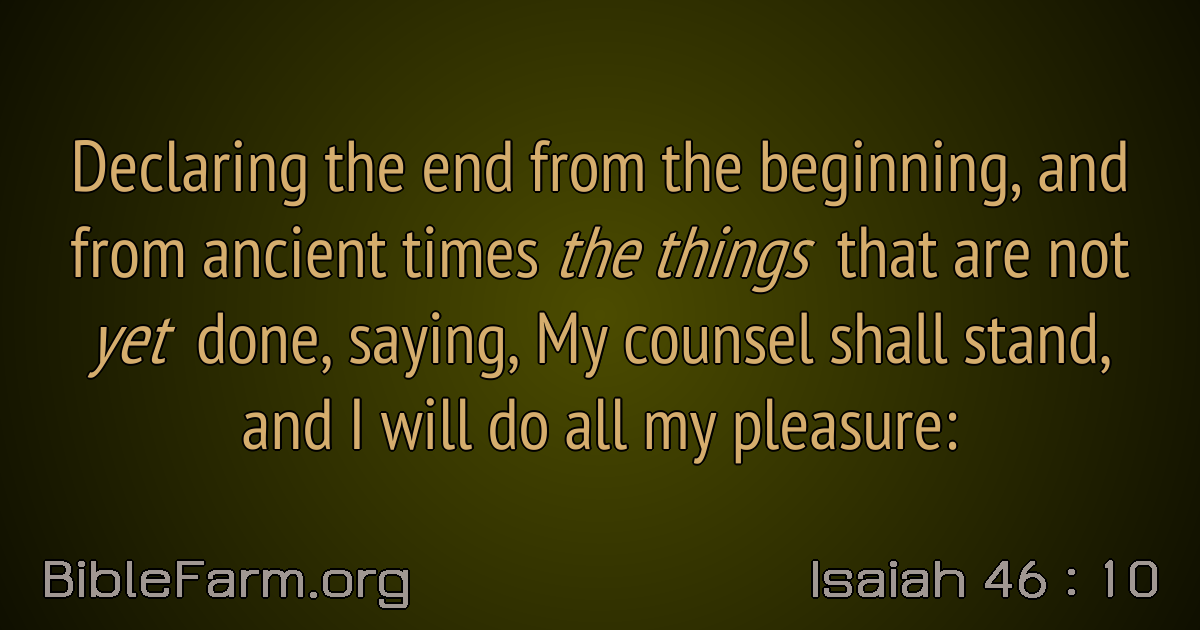 Declaring the end from the beginning, and
from ancient times the things that are not
yet done, saying, My counsel shall stand,
and I will do all my pleasure:
BibleFarm.org
Isaiah 46 : 10